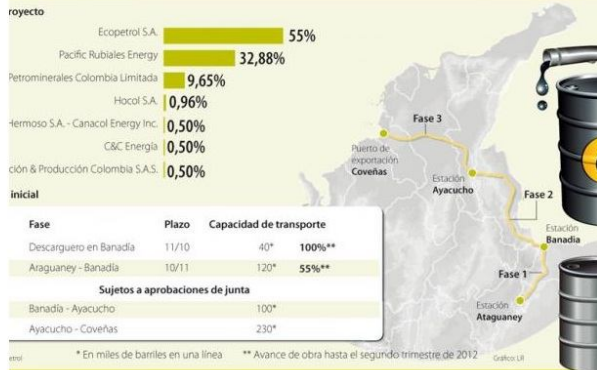 royecto
Ecopetrol S.A. 55%
Pacific Rubiales Energy 32,88%
Petrominerales Colombia Limitada 9,65%
Hocol S.A. 0,96%
Hermoso S.A. - Canacol Energy Inc. 0,50%
C&C Energía 0,50%
ción & Producción Colombia S.A.S. 0,50%
inicial
Fase Plazo Capacidad de transporte
Descarguero en Banadía 11/10 40* 100%**
Araguaney - Banadía 10/11 120* 55%**
Sujetos a aprobaciones de junta
Banadía - Ayacucho 100*
Ayacucho - Coveñas 230*
etrol
* En miles de barriles en una línea ** Avance de obra hasta el segundo trimestre de 2012 Gráfico: LR
Fase 3
Puerto de
exportación
Coveñas
Estación
Ayacucho
Fase 2
Estación
Banadia
Fase 1
Estación
Ataguaney